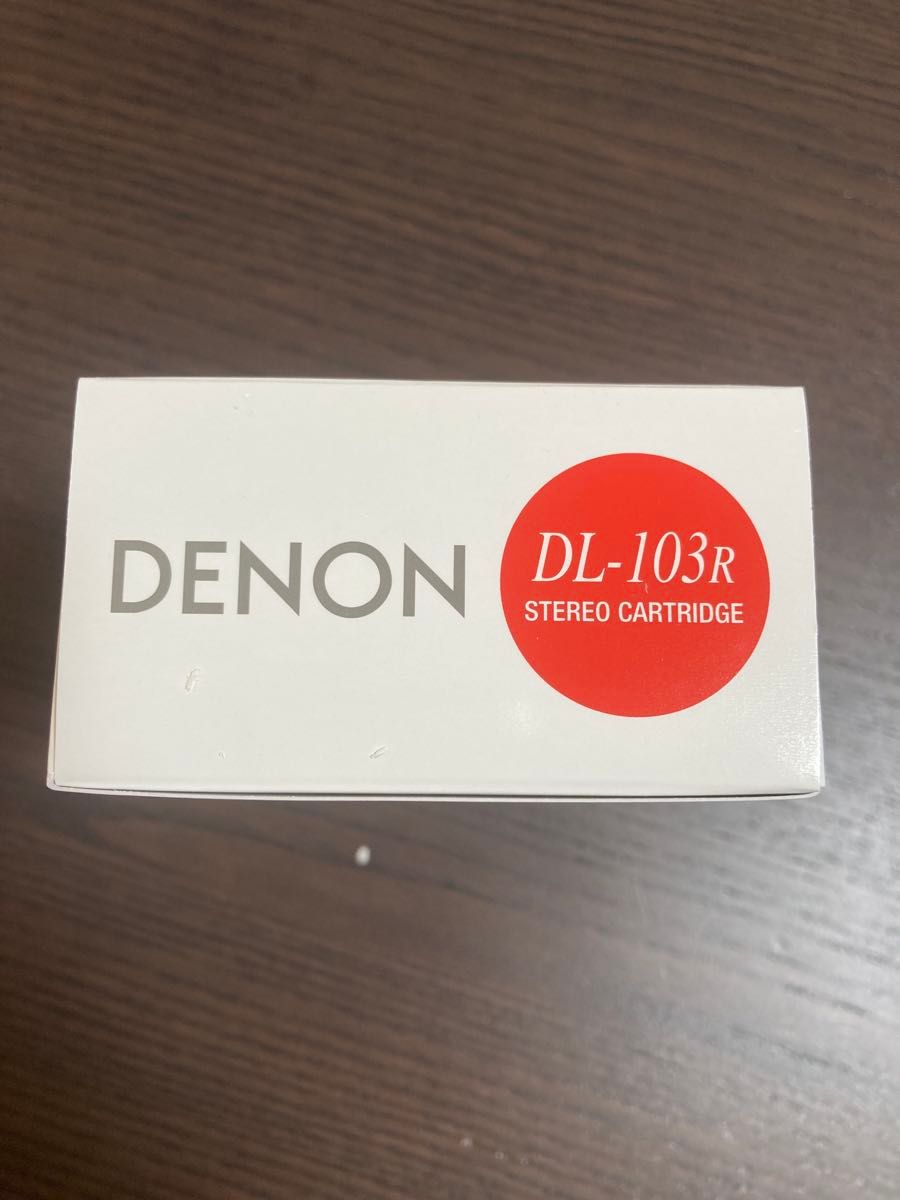 DENON
DL-103R
STEREO CARTRIDGE